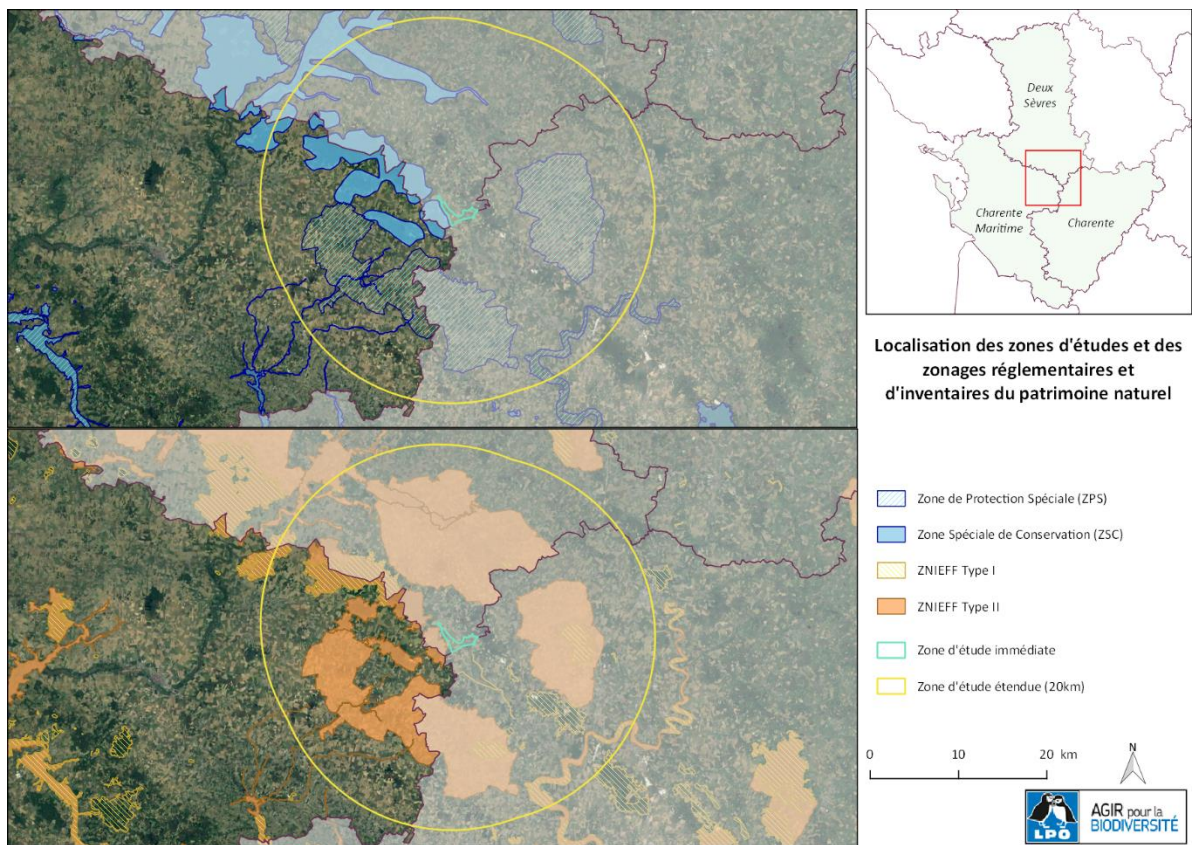 Deux
Sèvres
Charente
Maritime
Charente
Localisation des zones d'études et des
zonages réglementaires et
d'inventaires du patrimoine naturel
Zone de Protection Spéciale (ZPS)
Zone Spéciale de Conservation (ZSC)
ZNIEFF Type I
ZNIEFF Type II
Zone d'étude immédiate
Zone d'étude étendue (20km)
0 10 20 km
N
LPO
AGIR pour la
BIODIVERSITÉ